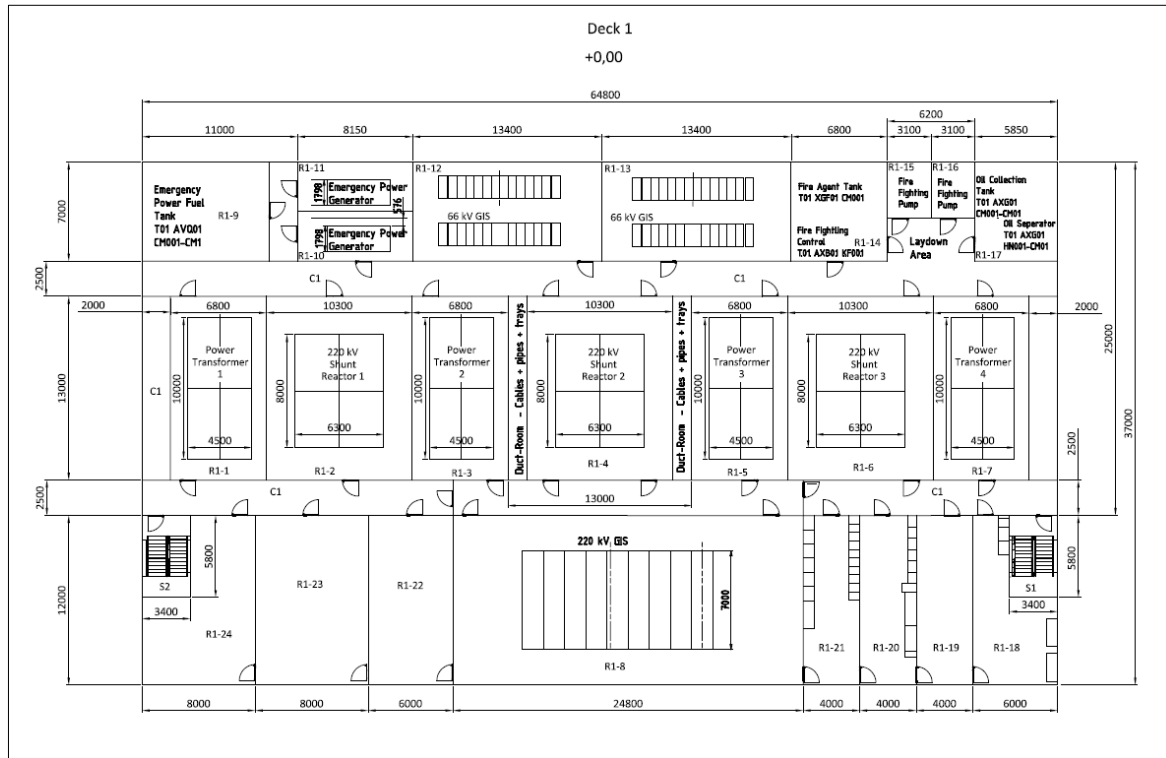 Deck 1
+0,00
64800
6200
11000
8150
13400
13400
6800
3100
3100
5850
R1-11
R1-12
R1-13
R1-15
R1-16
Emergency
Power Fuel
Tank
T01 AVQ01
CM001-CM1
R1-9
1798
Emergency Power
Generator
576
1798
Emergency Power
Generator
R1-10
66 kV GIS
66 kV GIS
Fire Agent Tank
T01 XGF01 CM001
Fire Fightling
Control
T01 AXB01 KF001
R1-14
Fire
Fighting
Pump
Fire
Fighting
Pump
Laydown
Area
Oil Collection
Tank
T01 AXG01
CM001-CM01
Oil Seperator
T01 AXG01
HN001-CM01
R1-17
7000
2500
C1
C1
2000
6800
10300
6800
10300
6800
10300
6800
2000
13000
C1
10000
Power
Transformer
1
4500
R1-1
8000
220 kV
Shunt
Reactor 1
6300
R1-2
10000
Power
Transformer
2
4500
R1-3
Duct-Room - Cables + pipes + trays
8000
220 kV
Shunt
Reactor 2
6300
R1-4
Duct-Room - Cables + pipes + trays
10000
Power
Transformer
3
4500
R1-5
8000
220 kV
Shunt
Reactor 3
6300
R1-6
10000
Power
Transformer
4
4500
R1-7
2500
25000
37000
2500
C1
13000
C1
12000
5800
S2
3400
R1-24
R1-23
R1-22
220 kV GIS
7000
R1-8
R1-21
R1-20
R1-19
R1-18
S1
3400
5800
8000
8000
6000
24800
4000
4000
4000
6000